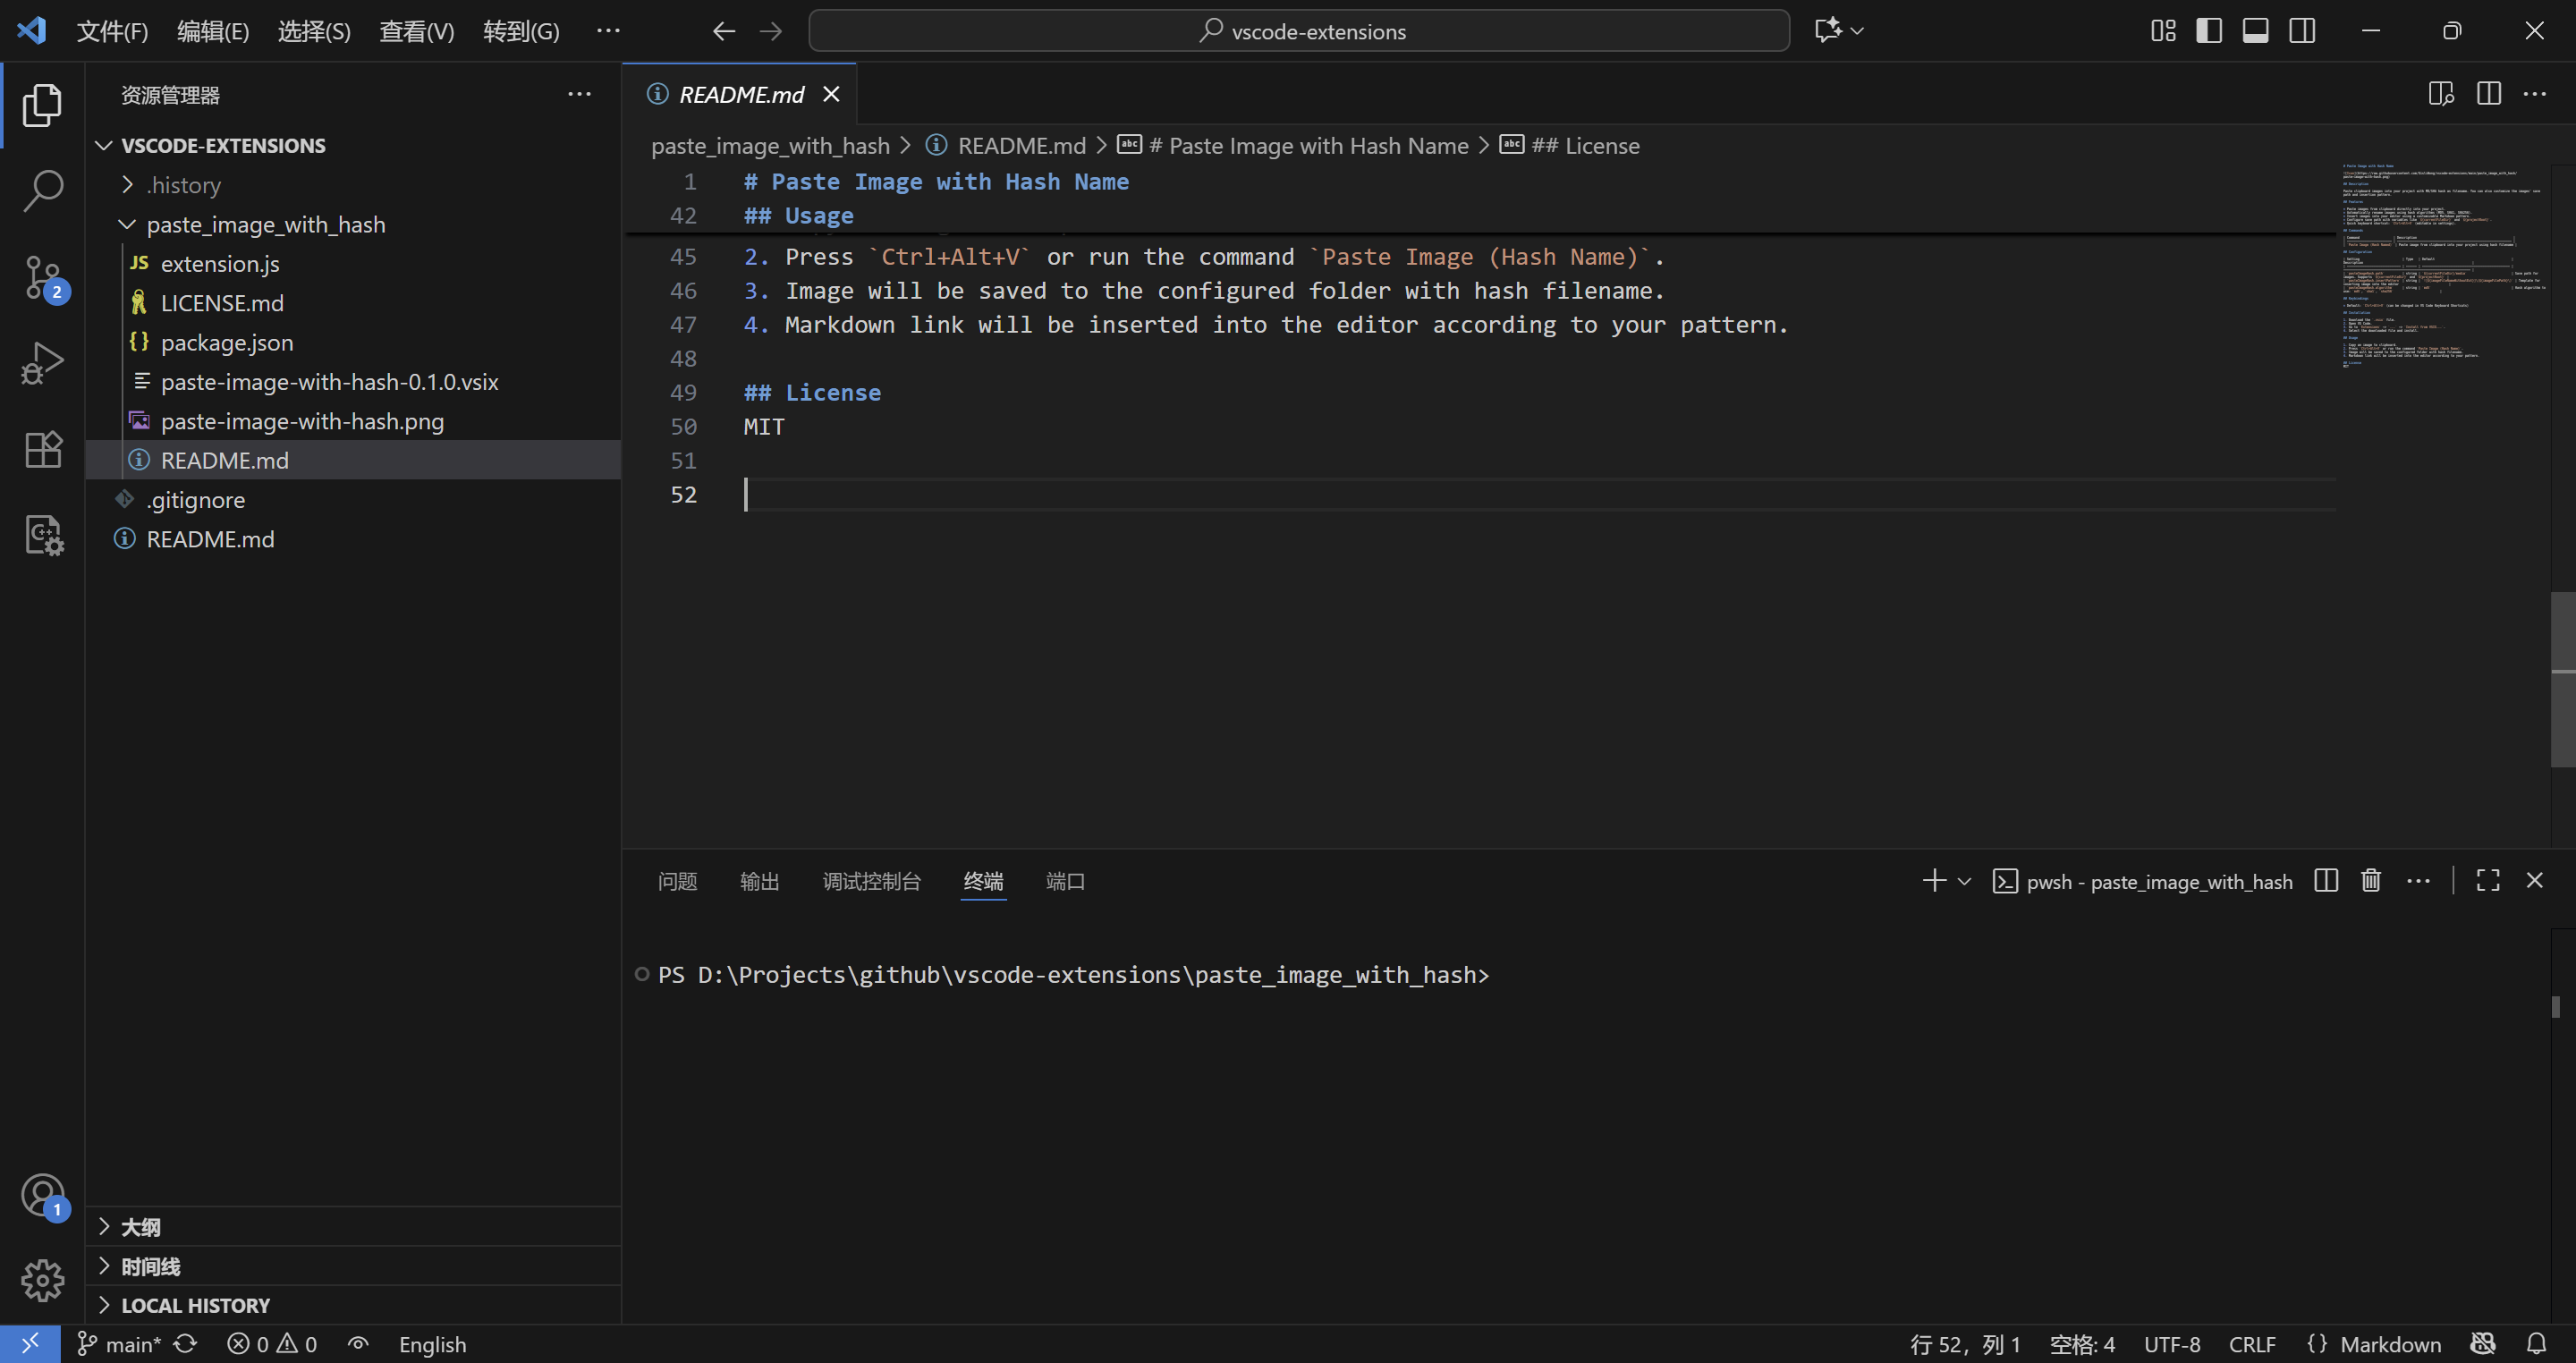 文件(F) 编辑(E) 选择(S) 查看(V) 转到(G) ··· vscode-extensions
资源管理器 ···
VSCODE-EXTENSIONS
.history
paste_image_with_hash
JS extension.js
LICENSE.md
{} package.json
paste-image-with-hash-0.1.0.vsix
paste-image-with-hash.png
README.md
.gitignore
README.md
大纲
时间线
LOCAL HISTORY
2
1
README.md
paste_image_with_hash > README.md > # Paste Image with Hash Name > ## License
1 # Paste Image with Hash Name
42 ## Usage
45 2. Press `Ctrl+Alt+V` or run the command `Paste Image (Hash Name)`.
46 3. Image will be saved to the configured folder with hash filename.
47 4. Markdown link will be inserted into the editor according to your pattern.
48
49 ## License
50 MIT
51
52
问题 输出 调试控制台 终端 端口 pwsh - paste_image_with_hash
PS D:\Projects\github\vscode-extensions\paste_image_with_hash>
main* 0 0 English 行 52，列 1 空格: 4 UTF-8 CRLF {} Markdown